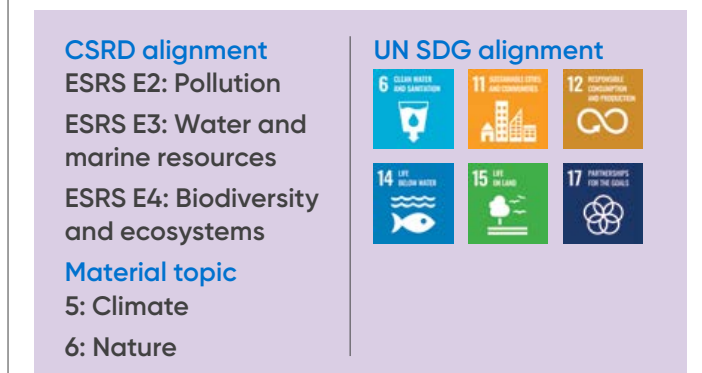 CSRD alignment
ESRS E2: Pollution
ESRS E3: Water and
marine resources
ESRS E4: Biodiversity
and ecosystems
Material topic
5: Climate
6: Nature
UN SDG alignment
6 CLEAN WATER
AND SANITATION
11 SUSTAINABLE CITIES
AND COMMUNITIES
12 RESPONSIBLE
CONSUMPTION
AND PRODUCTION
14 LIFE
BELOW WATER
15 LIFE
ON LAND
17 PARTNERSHIPS
FOR THE GOALS